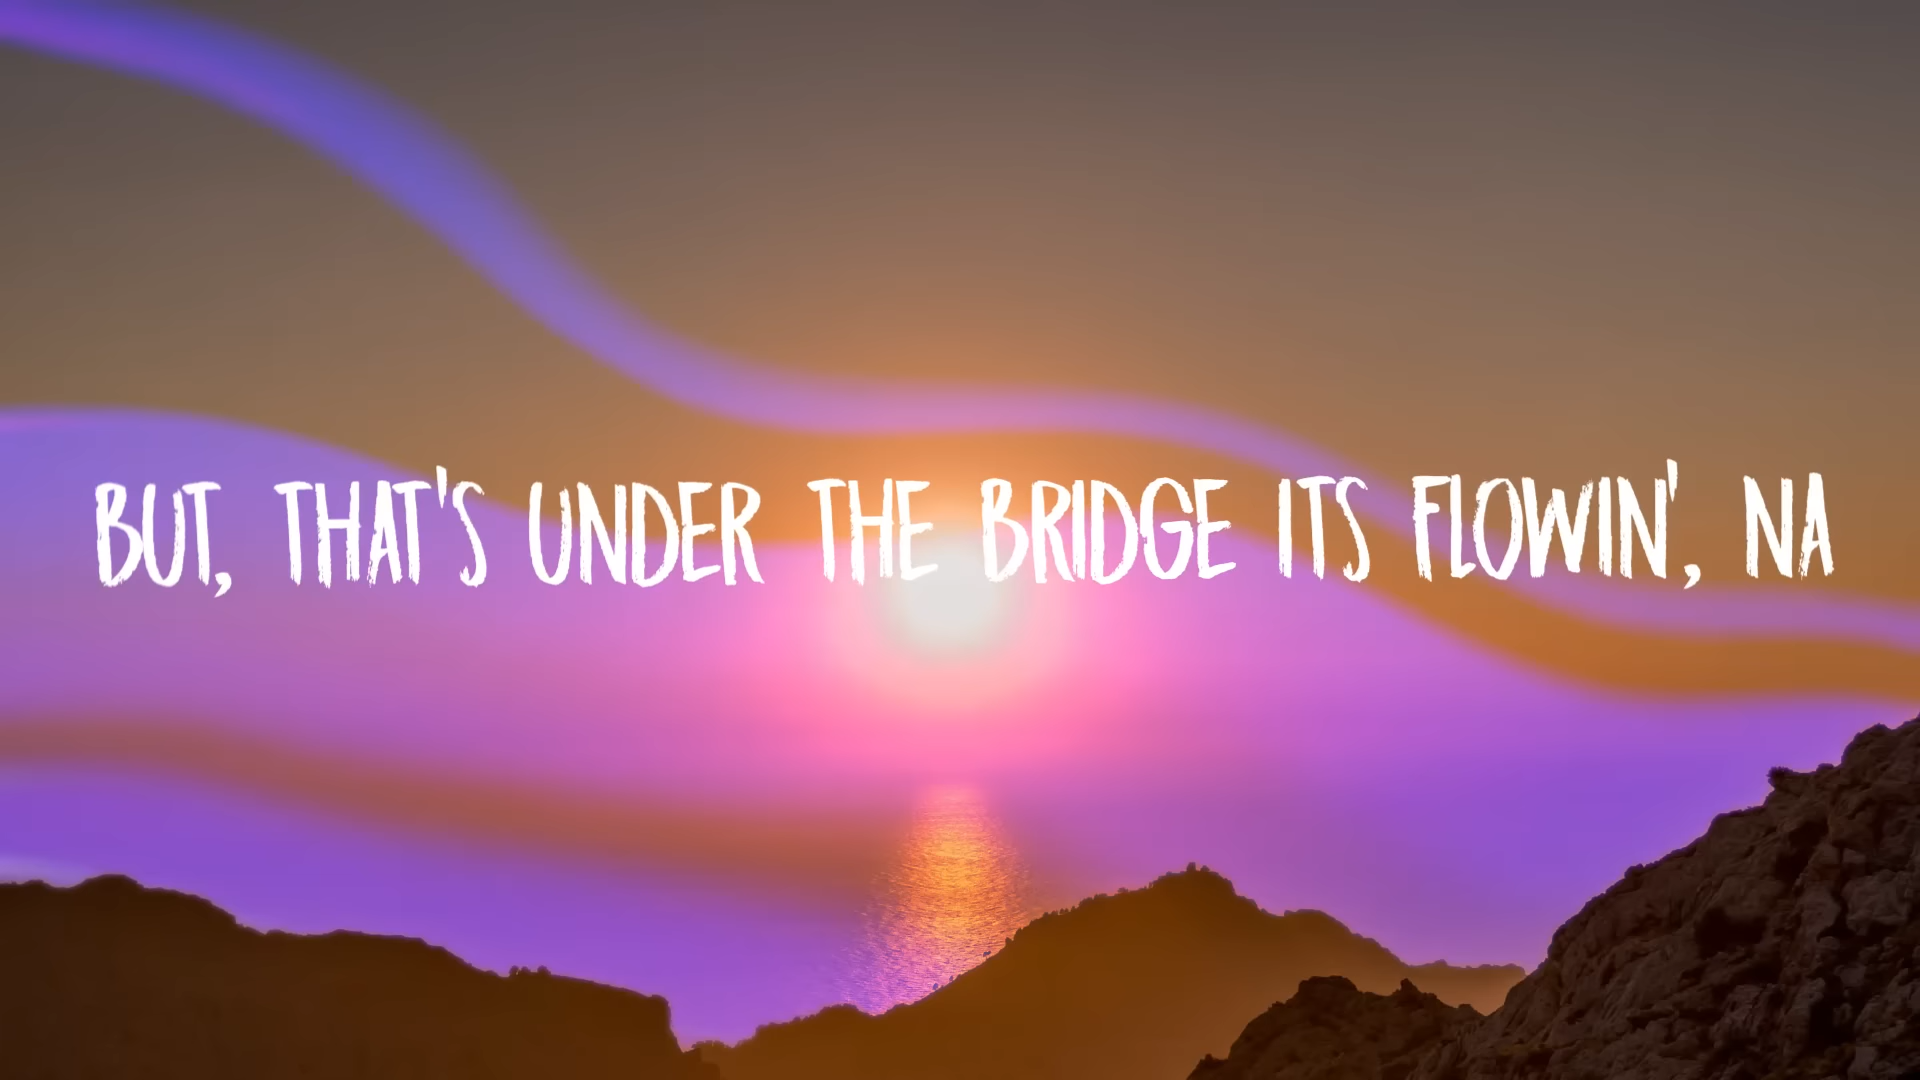 BUT, THAT'S UNDER THE BRIDGE ITS FLOWIN', NA